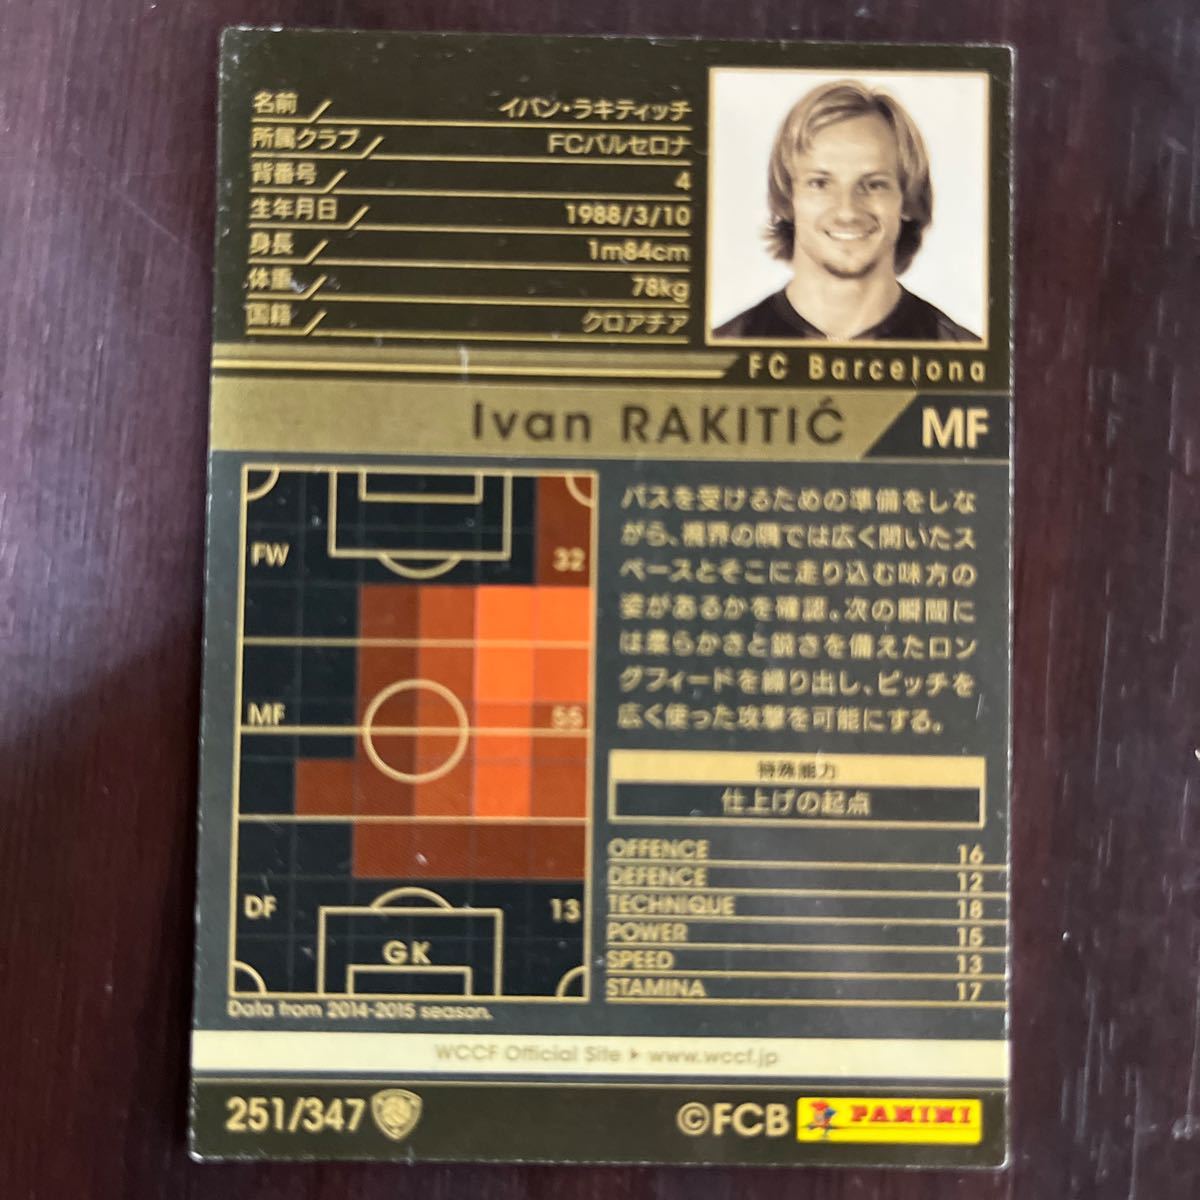 名前 イバン・ラキティッチ
所属クラブ FCバルセロナ
背番号 4
生年月日 1988/3/10
身長 1m84cm
体重 78kg
国籍 クロアチア
FC Barcelona
Ivan RAKITIĆ MF
FW 32
MF 55
DF 13
GK
Data from 2014-2015 season.
パスを受けるための準備をしな
がら、視界の隅では広く開いたス
ペースとそこに走り込む味方の
姿があるかを確認。次の瞬間に
は柔らかさと鋭さを備えたロン
グフィードを繰り出し、ピッチを
広く使った攻撃を可能にする。
特殊能力
仕上げの起点
OFFENCE 16
DEFENCE 12
TECHNIQUE 18
POWER 15
SPEED 13
STAMINA 17
WCCF Official Site ▶ www.wccf.jp
251/347
©FCB PANINI